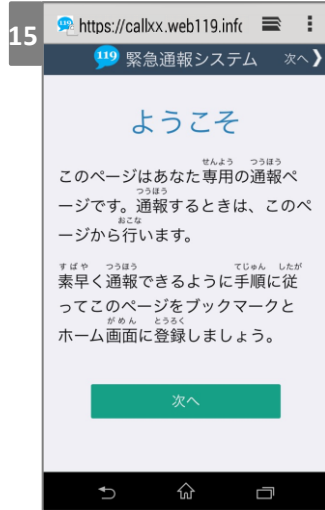 15
https://callxx.web119.info
119 緊急通報システム 次へ ❯
ようこそ
せんよう つうほう
このページはあなた専用の通報ペ
つうほう
ージです。通報するときは、このペ
おこな
ージから行います。
すばや つうほう てじゅん したが
素早く通報できるように手順に従
ってこのページをブックマークと
がめん とうろく
ホーム画面に登録しましょう。
次へ